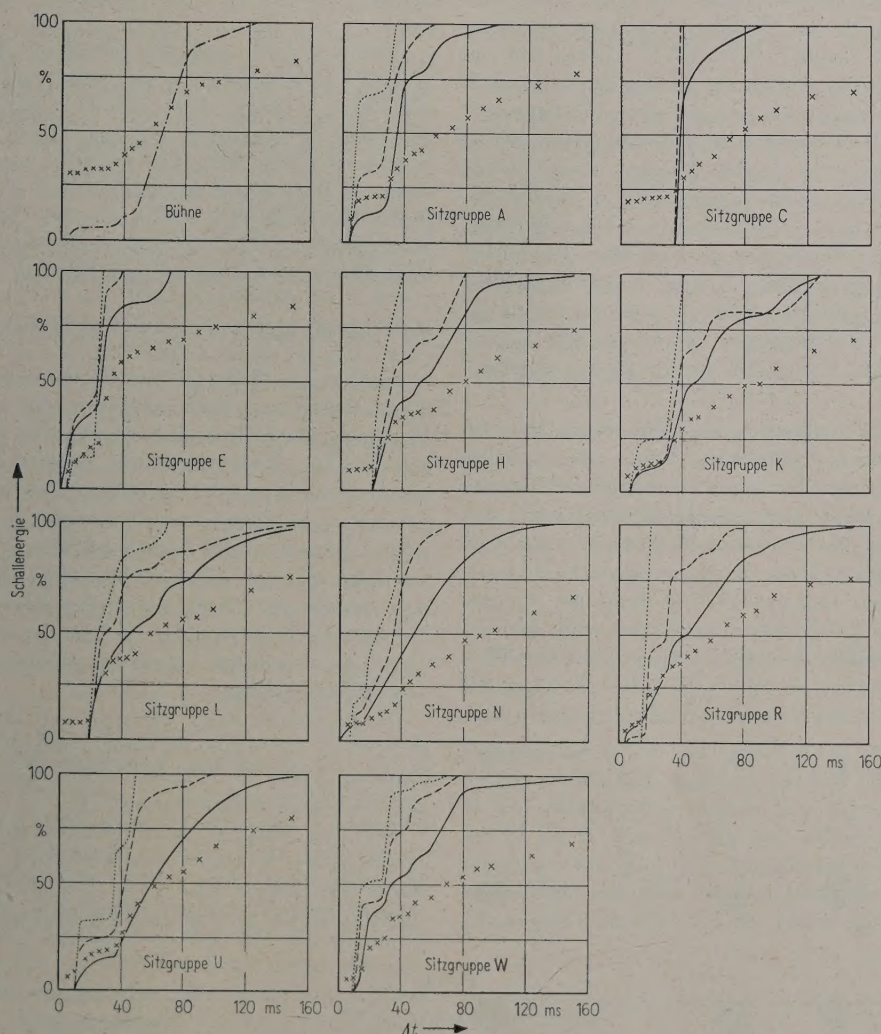 100
%
50
0
Bühne
Sitzgruppe A
Sitzgruppe C
100
%
50
0
Sitzgruppe E
Sitzgruppe H
Sitzgruppe K
Schallenergie
100
%
50
0
Sitzgruppe L
Sitzgruppe N
Sitzgruppe R
0 40 80 120 ms 160
100
%
50
0
Sitzgruppe U
Sitzgruppe W
0 40 80 120 ms 160
0 40 80 120 ms 160
Δt